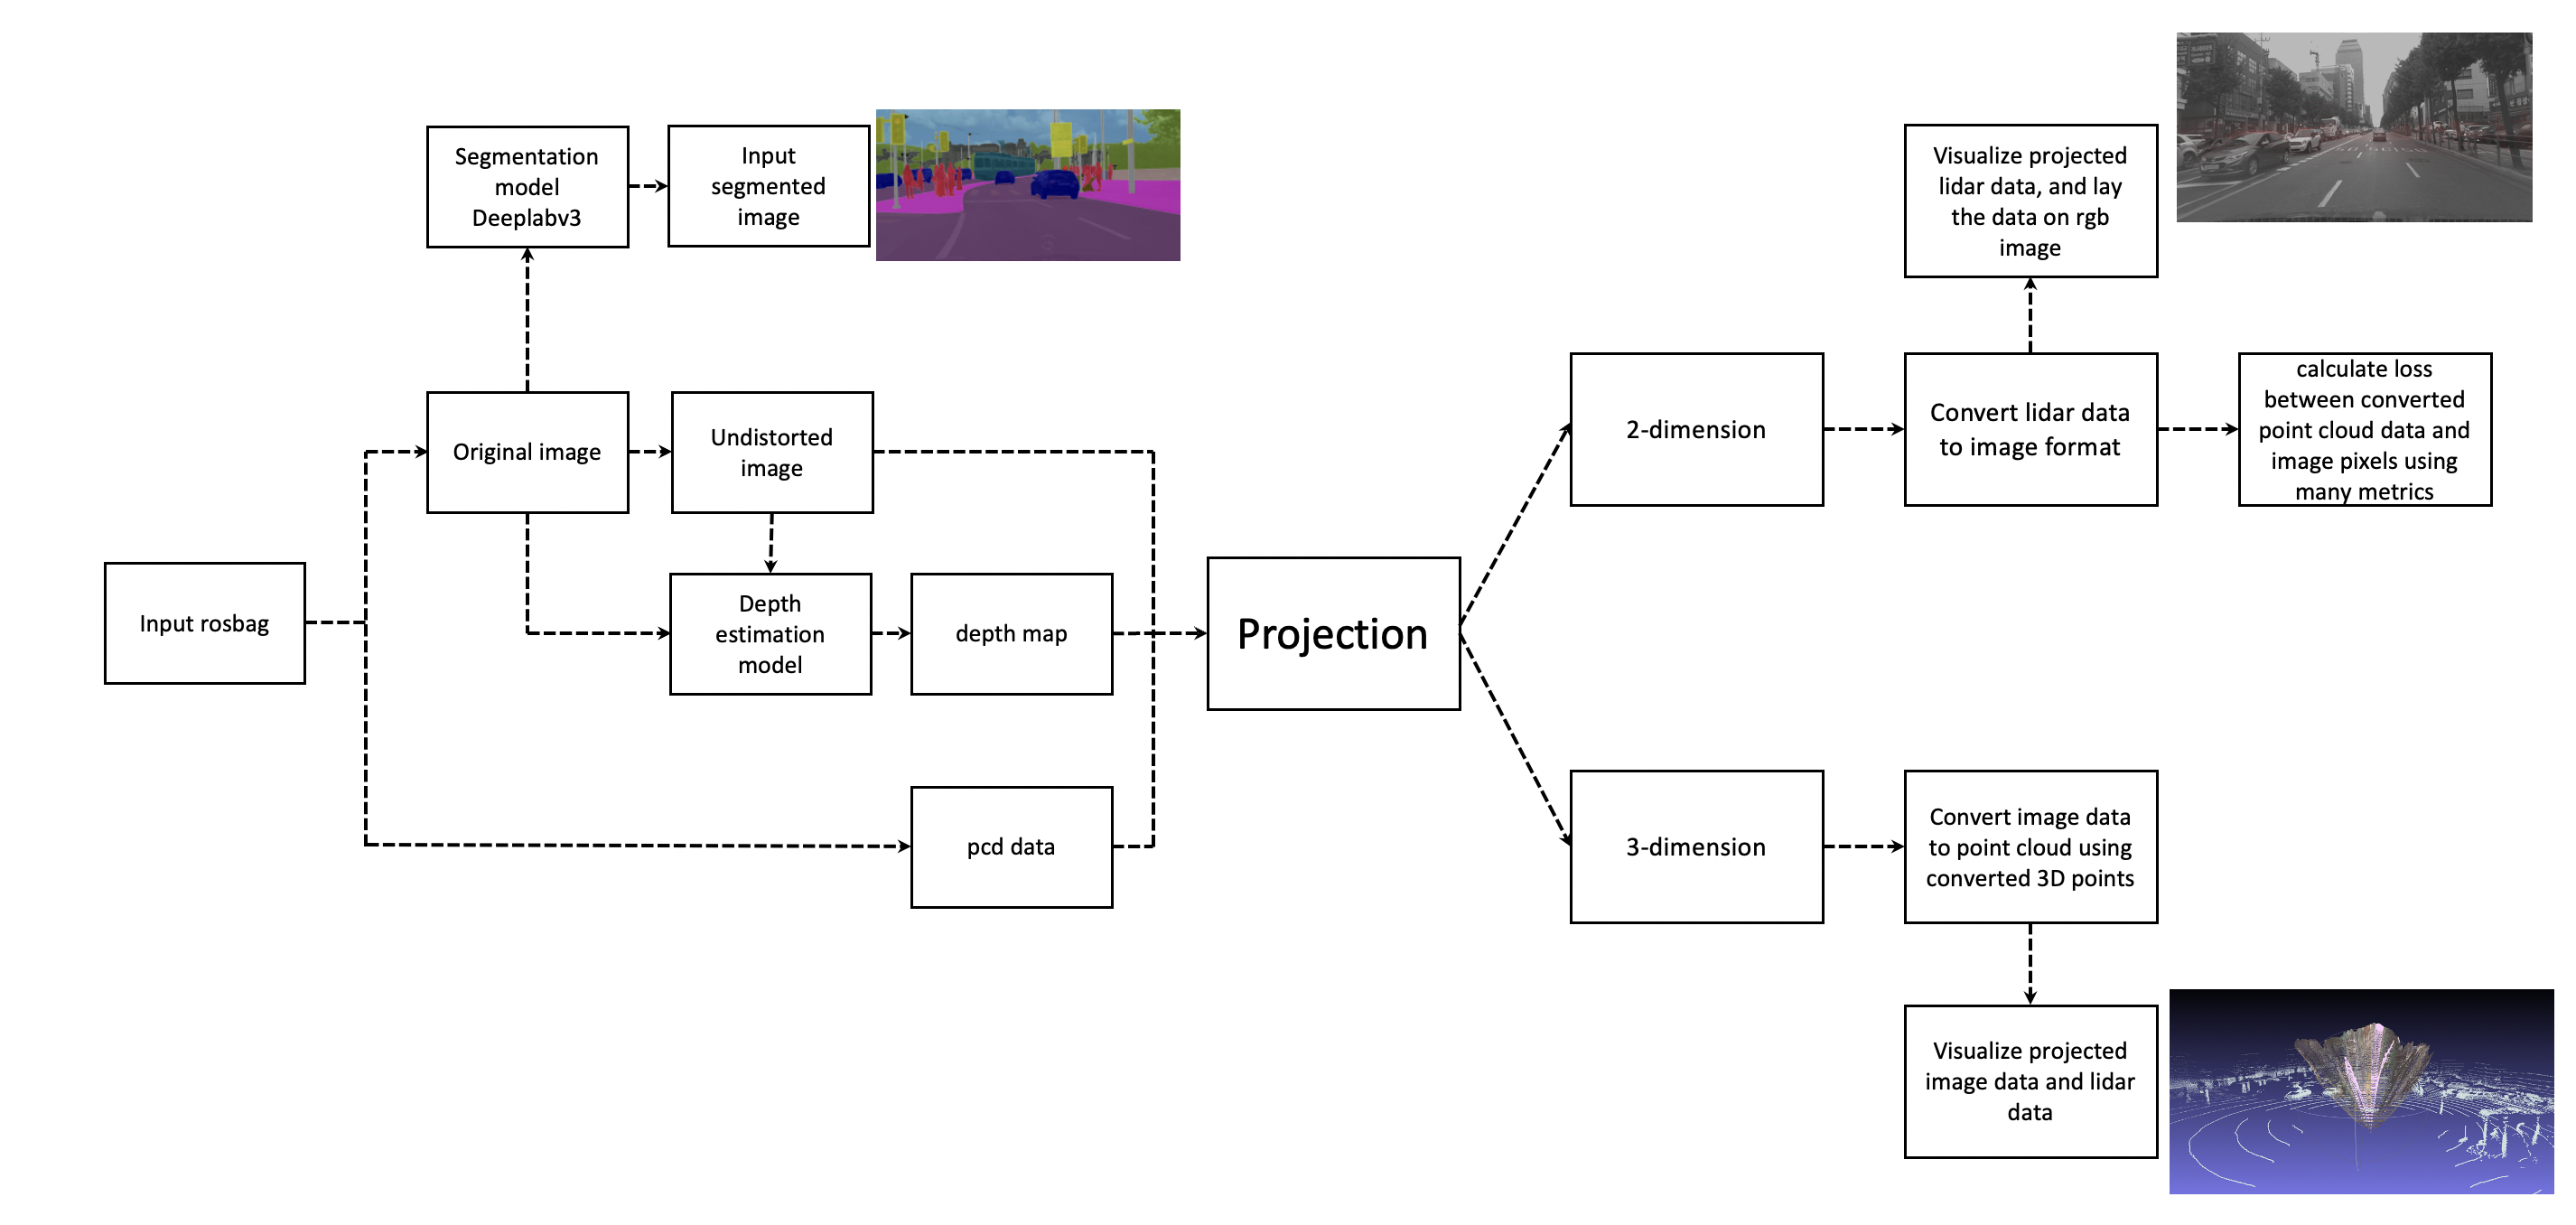 Segmentation
model
Deeplabv3
Input
segmented
image
Visualize projected
lidar data, and lay
the data on rgb
image
Original image
Undistorted
image
2-dimension
Convert lidar data
to image format
calculate loss
between converted
point cloud data and
image pixels using
many metrics
Input rosbag
Depth
estimation
model
depth map
Projection
pcd data
3-dimension
Convert image data
to point cloud using
converted 3D points
Visualize projected
image data and lidar
data